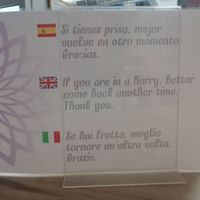 Si tienes prisa, mejor
vuelve en otro momento.
Gracias.
If you are in a hurry, better
come back another time.
Thank you.
Se hai fretta, meglio
tornare un'altra volta.
Grazie.